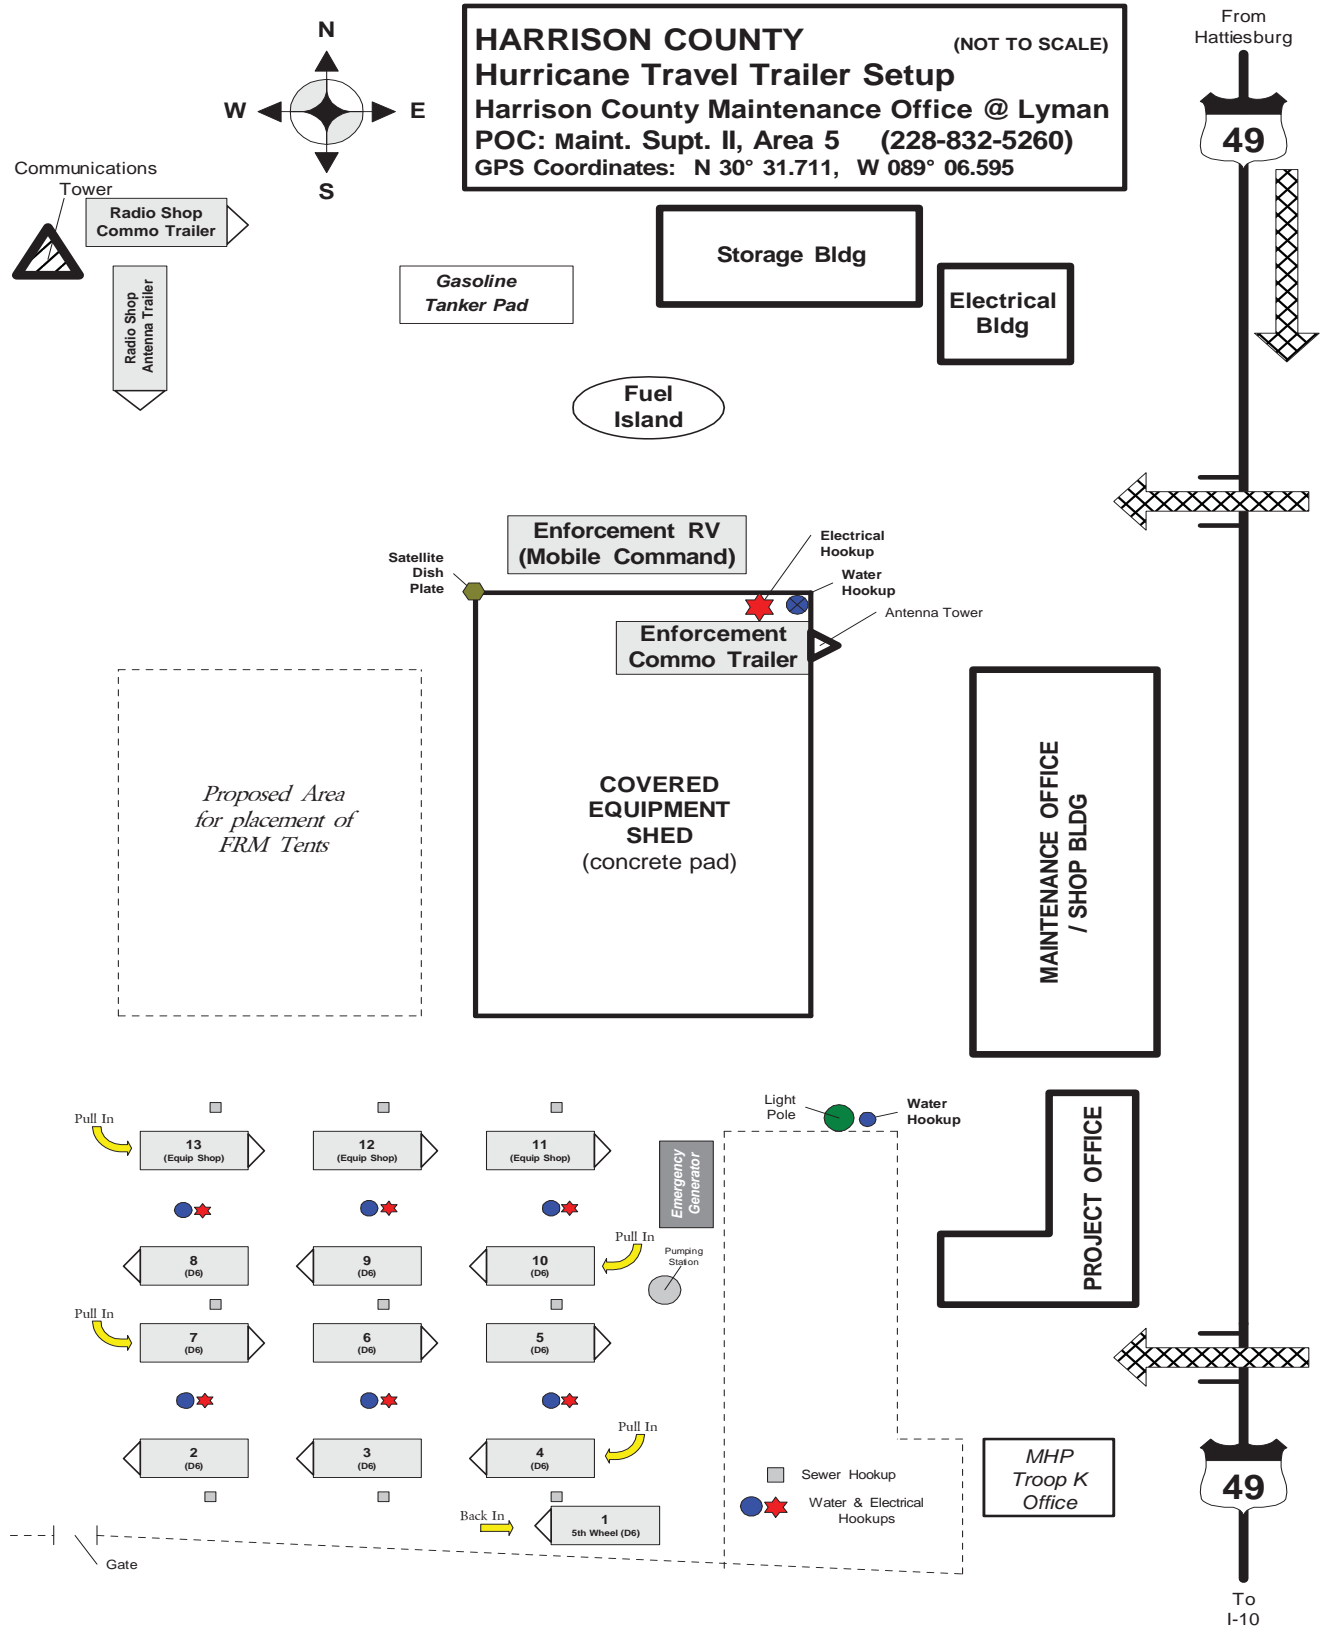 N
W
E
S
HARRISON COUNTY (NOT TO SCALE)
Hurricane Travel Trailer Setup
Harrison County Maintenance Office @ Lyman
POC: Maint. Supt. II, Area 5 (228-832-5260)
GPS Coordinates: N 30° 31.711, W 089° 06.595
From
Hattiesburg
49
Communications
Tower
Radio Shop
Commo Trailer
Radio Shop
Antenna Trailer
Gasoline
Tanker Pad
Storage Bldg
Electrical
Bldg
Fuel
Island
Enforcement RV
(Mobile Command)
Electrical
Hookup
Satellite
Dish
Plate
Water
Hookup
Antenna Tower
Enforcement
Commo Trailer
Proposed Area
for placement of
FRM Tents
COVERED
EQUIPMENT
SHED
(concrete pad)
MAINTENANCE OFFICE
/ SHOP BLDG
Light
Pole
Water
Hookup
Pull In
13
(Equip Shop)
12
(Equip Shop)
11
(Equip Shop)
Emergency
Generator
PROJECT OFFICE
8
(D6)
9
(D6)
10
(D6)
Pull In
Pumping
Station
Pull In
7
(D6)
6
(D6)
5
(D6)
2
(D6)
3
(D6)
4
(D6)
Pull In
Sewer Hookup
Water & Electrical
Hookups
MHP
Troop K
Office
49
Back In
1
5th Wheel (D6)
Gate
To
I-10